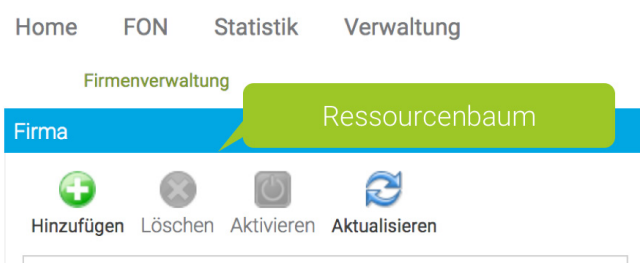 Home FON Statistik Verwaltung
Firmenverwaltung
Ressourcenbaum
Firma
Hinzufügen Löschen Aktivieren Aktualisieren